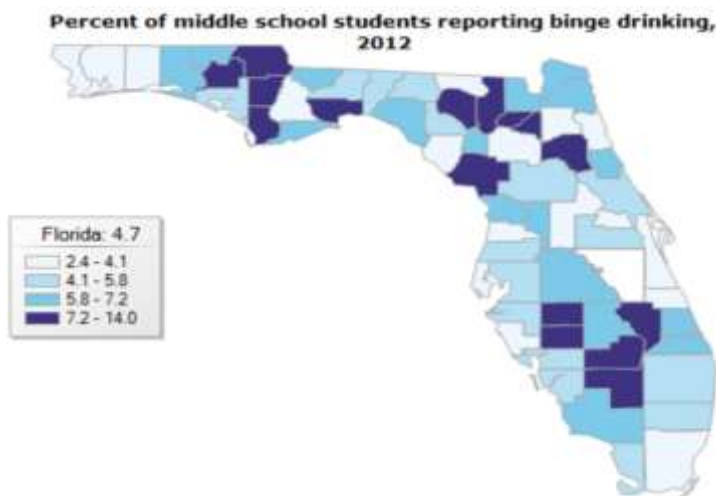 Percent of middle school students reporting binge drinking,
2012
Florida: 4.7
2.4 - 4.1
4.1 - 5.8
5.8 - 7.2
7.2 - 14.0